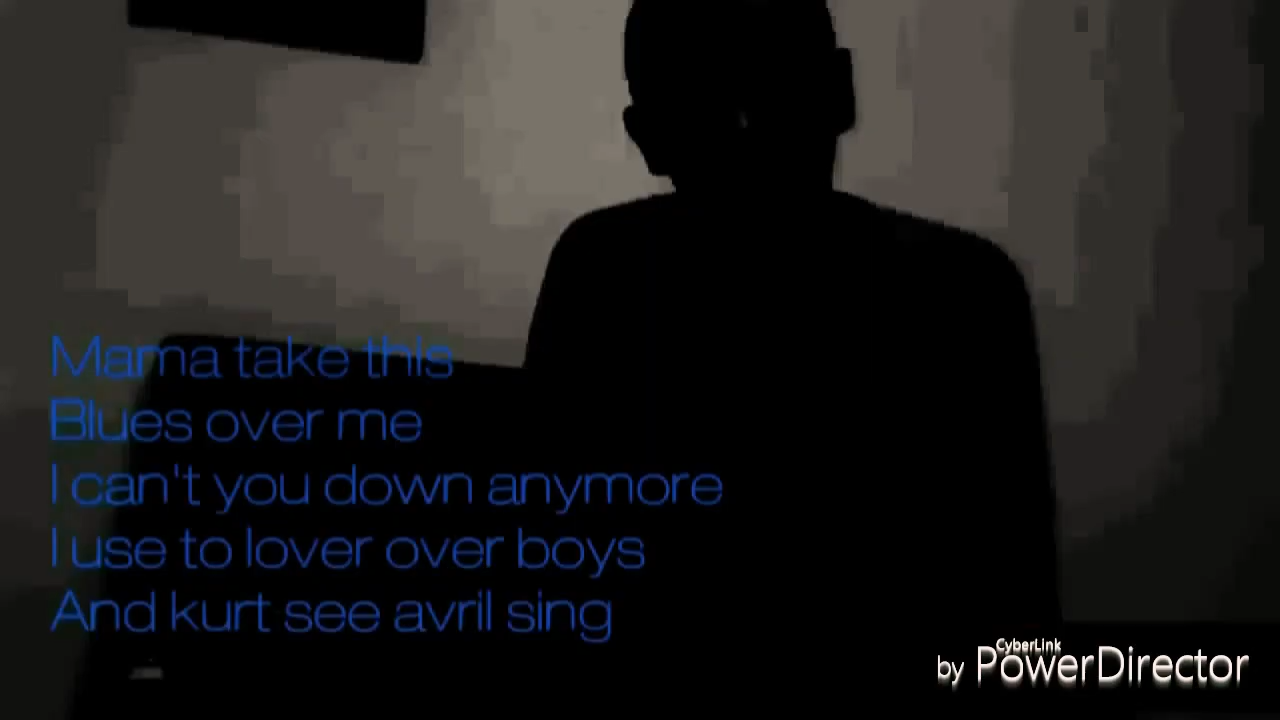 Mama take this
Blues over me
I can't you down anymore
I use to lover over boys
And kurt see avril sing
by CyberLink PowerDirector